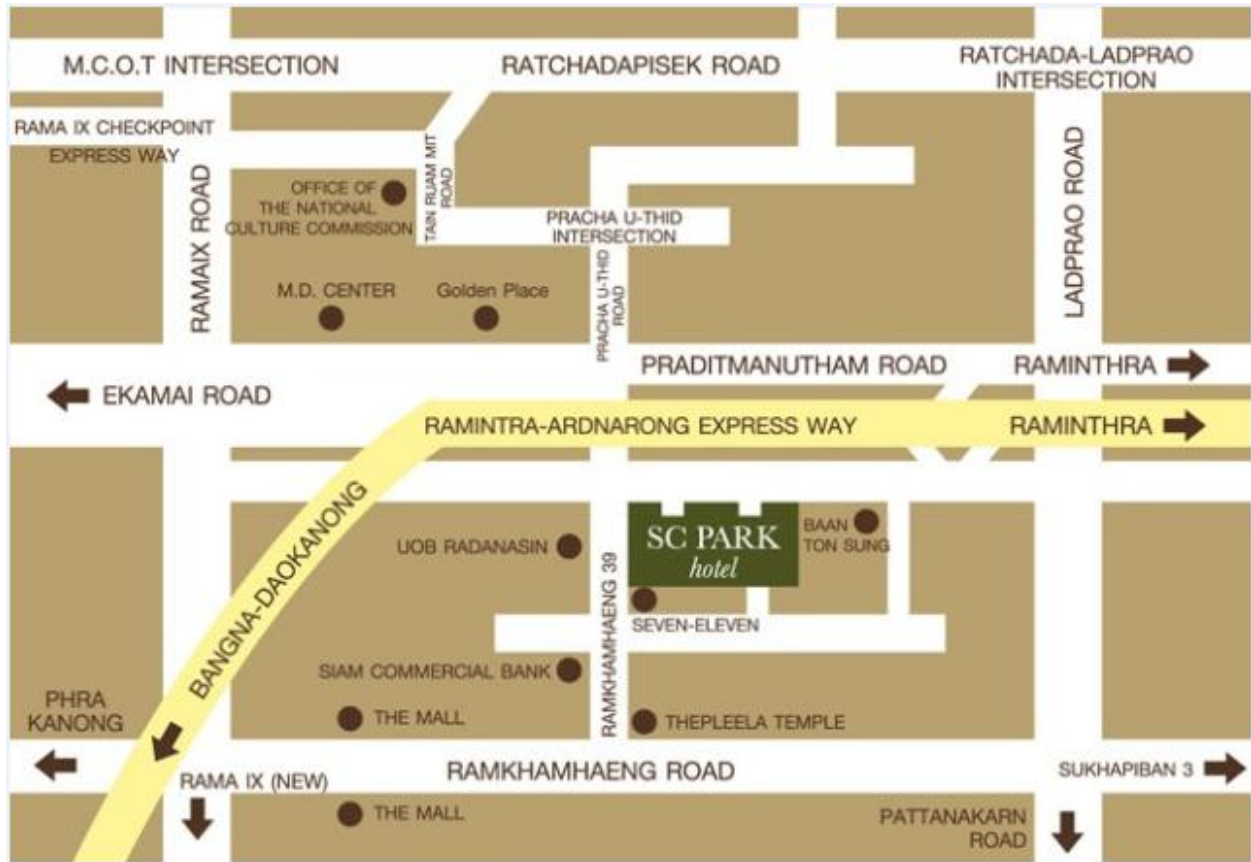 M.C.O.T INTERSECTION
RATCHADAPISEK ROAD
RATCHADA-LADPRAO
INTERSECTION
RAMA IX CHECKPOINT
EXPRESS WAY
RAMAIX ROAD
OFFICE OF
THE NATIONAL
CULTURE COMMISSION
TAIN RUAM MIT
ROAD
PRACHA U-THID
INTERSECTION
LADPRAO ROAD
M.D. CENTER
Golden Place
PRACHA U-THID
ROAD
PRADITMANUTHAM ROAD
RAMINTHRA
EKAMAI ROAD
RAMINTRA-ARDNARONG EXPRESS WAY
RAMINTHRA
BANGNA-DAOKANONG
UOB RADANASIN
RAMKHAMHAENG 39
SC PARK
hotel
BAAN
TON SUNG
SEVEN-ELEVEN
SIAM COMMERCIAL BANK
PHRA
KANONG
THE MALL
THEPLEELA TEMPLE
RAMA IX (NEW)
RAMKHAMHAENG ROAD
SUKHAPIBAN 3
THE MALL
PATTANAKARN
ROAD